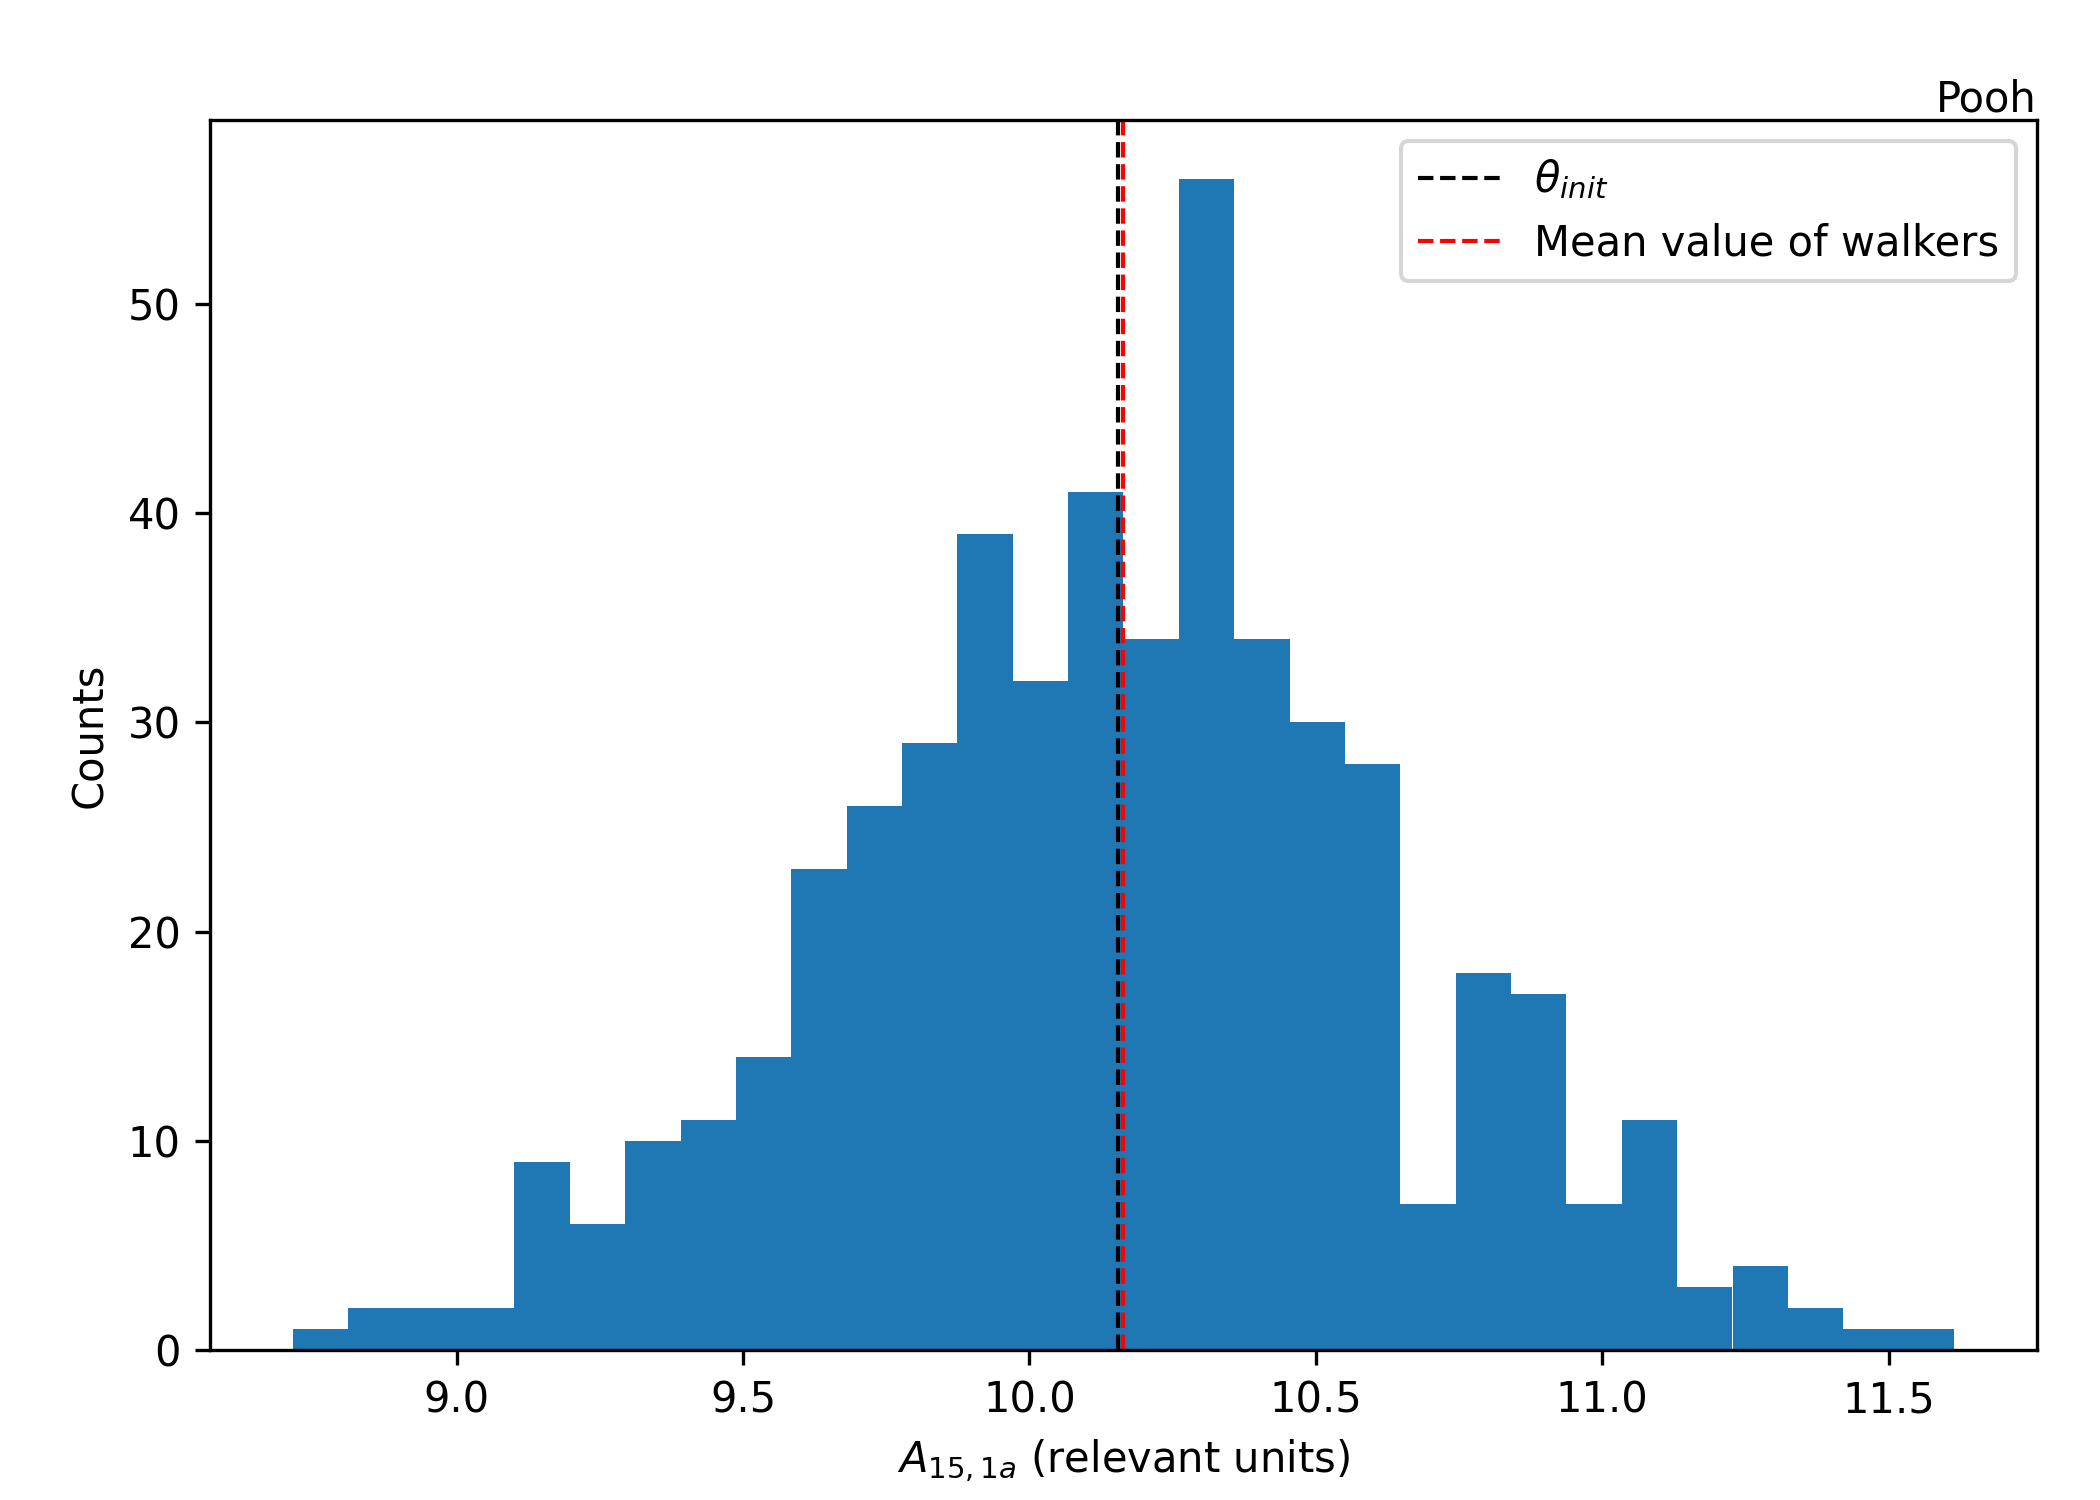 Pooh
θinit
Mean value of walkers
50
40
30
20
10
0
Counts
9.0 9.5 10.0 10.5 11.0 11.5
A15,1a (relevant units)